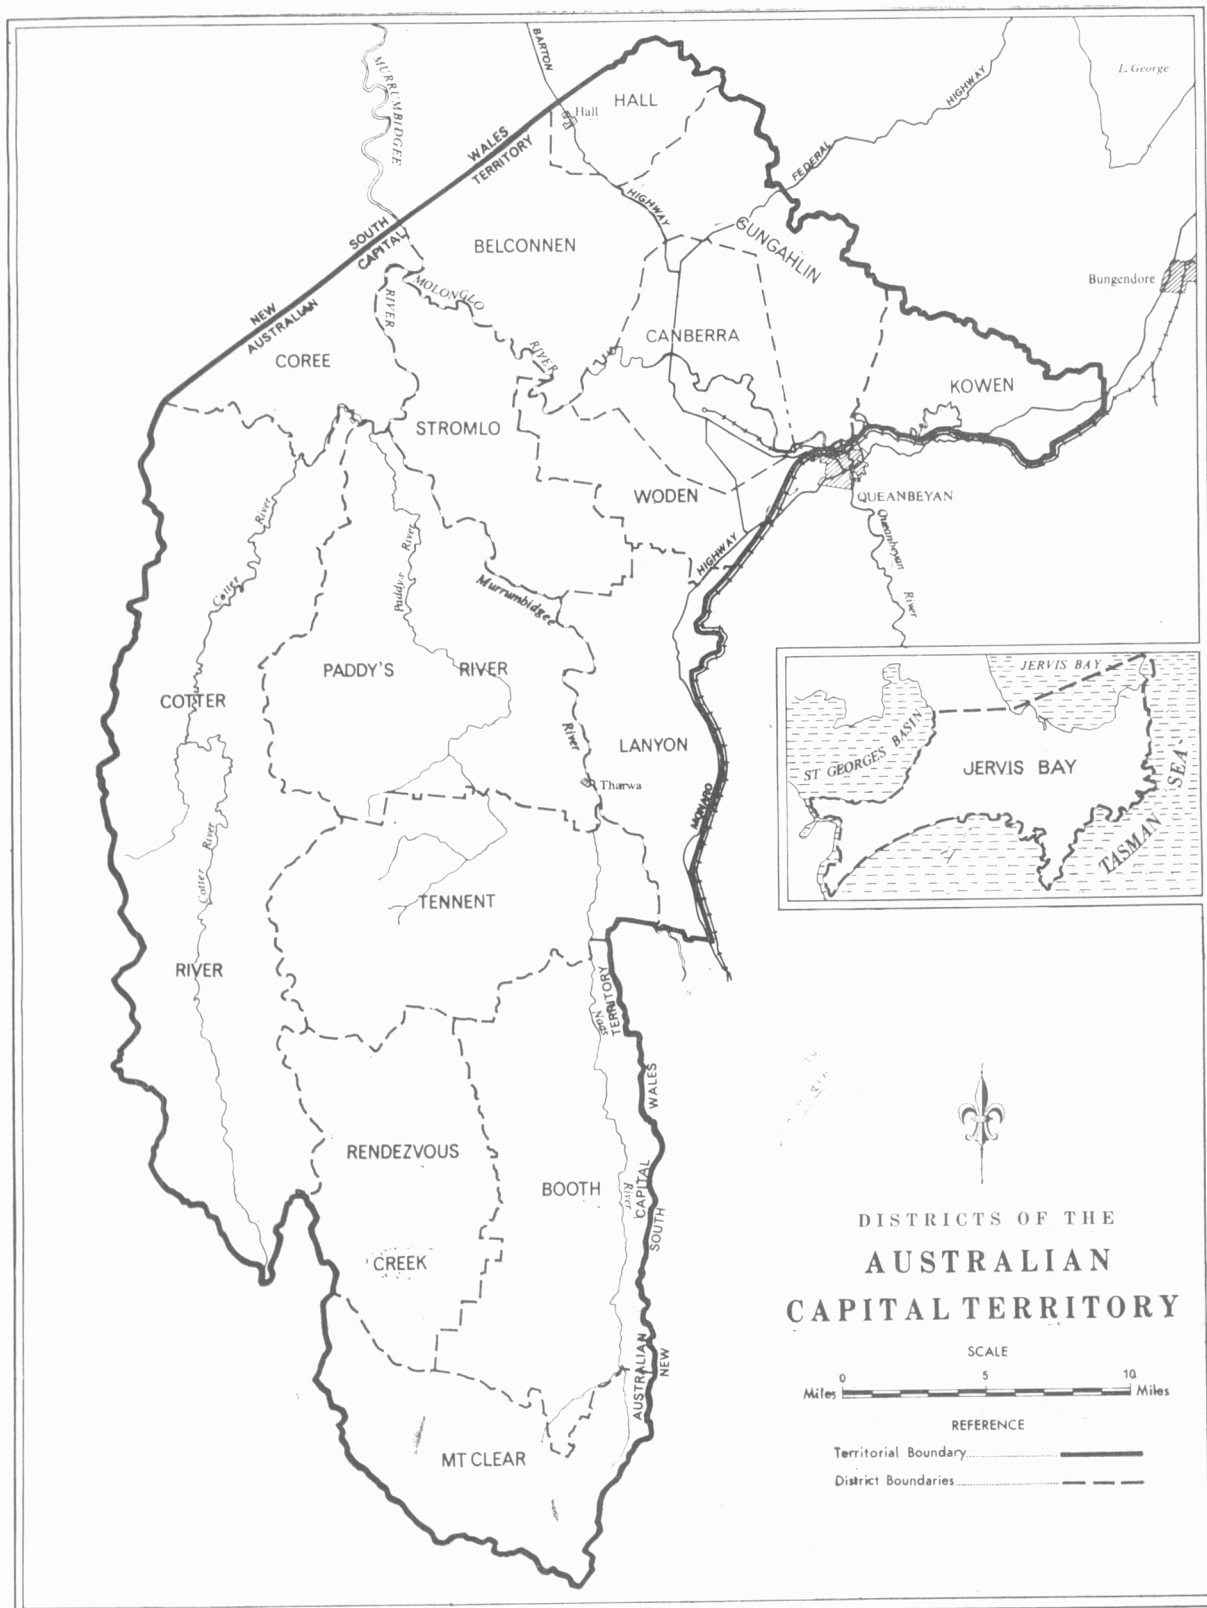 MURRUMBIDGEE
BARTON
HIGHWAY
HALL
Hall
FEDERAL
HIGHWAY
L. George
WALES
TERRITORY
SOUTH
CAPITAL
NEW
AUSTRALIAN
BELCONNEN
GUNGAHLIN
Bungendore
MOLONGLO
RIVER
RIVER
CANBERRA
COREE
KOWEN
STROMLO
WODEN
QUEANBEYAN
Queanbeyan
River
HIGHWAY
Cotter
River
Paddys
River
Murrumbidgee
River
PADDY'S RIVER
COTTER
RIVER
LANYON
Tharwa
MONARO
Cotter
River
TENNENT
JERVIS BAY
ST GEORGES BASIN
JERVIS BAY
TASMAN SEA
TERRITORY
Naas
River
WALES
CAPITAL
SOUTH
AUSTRALIAN
NEW
RENDEZVOUS
CREEK
BOOTH
MT CLEAR
DISTRICTS OF THE
AUSTRALIAN
CAPITAL TERRITORY
SCALE
0 5 10
Miles Miles
REFERENCE
Territorial Boundary
District Boundaries